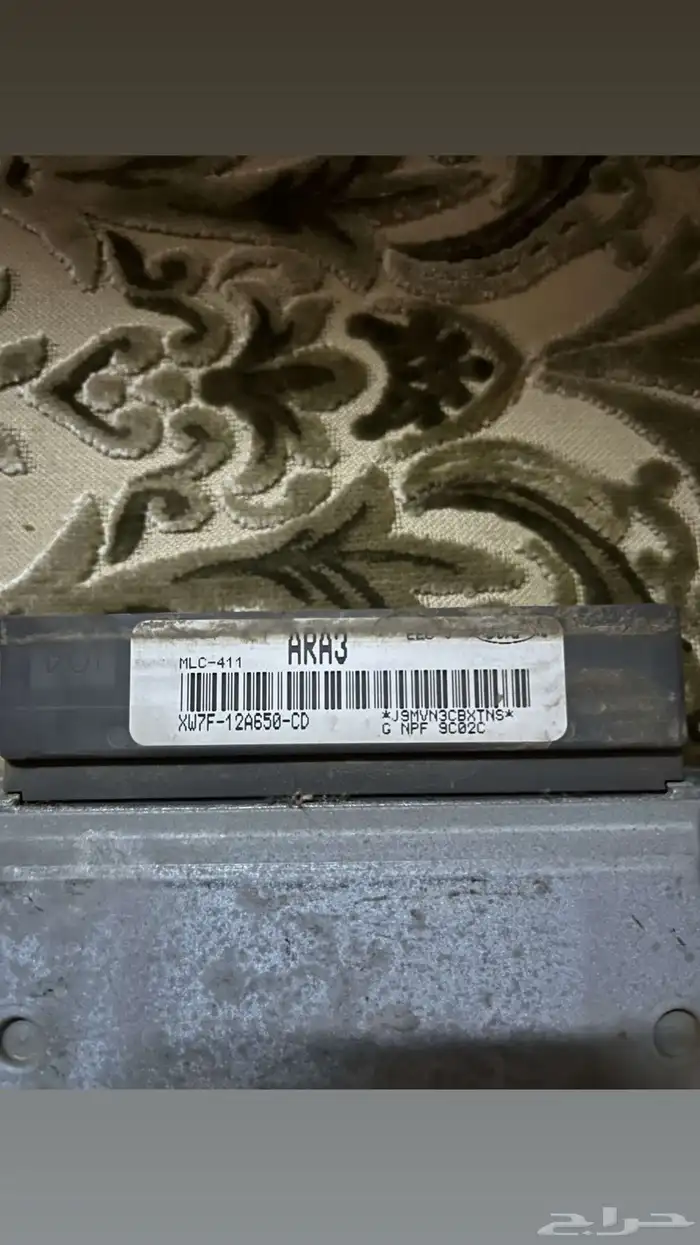 ARA3
MLC-411
XW7F-12A650-CD
*J9MVN3CBXTNS*
G NPF 9C02C
حراج